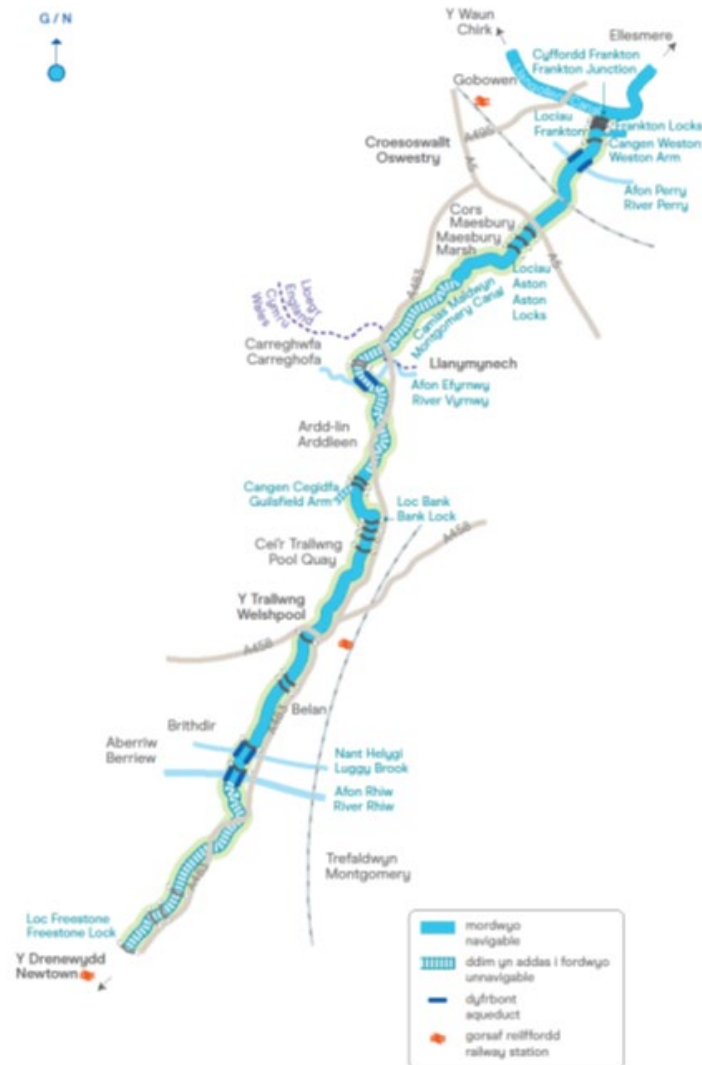 G / N
Y Waun
Chirk
Ellesmere
Cyffordd Frankton
Frankton Junction
Gobowen
Lociau
Frankton
Frankton Locks
A495
Cangen Weston
Weston Arm
Croesoswallt
Oswestry
A5
Afon Perry
River Perry
Cors
Maesbury
Maesbury
Marsh
A5
Lociau
Aston
Aston
Locks
A483
Camlas Maldwyn
Montgomery Canal
Lloegr
England
Cymru
Wales
Carreghwfa
Carreghofa
Llanymynech
Afon Efyrnwy
River Vyrnwy
Ardd-lin
Arddleen
Cangen Cegidfa
Guilsfield Arm
Loc Bank
Bank Lock
Cei'r Trallwng
Pool Quay
A458
Y Trallwng
Welshpool
A458
Belan
A483
Brithdir
Aberriw
Berriew
Nant Helygi
Luggy Brook
Afon Rhiw
River Rhiw
Trefaldwyn
Montgomery
A483
Loc Freestone
Freestone Lock
Y Drenewydd
Newtown
mordwyo
navigable
ddim yn addas i fordwyo
unnavigable
dyfrbont
aqueduct
gorsaf reilffordd
railway station